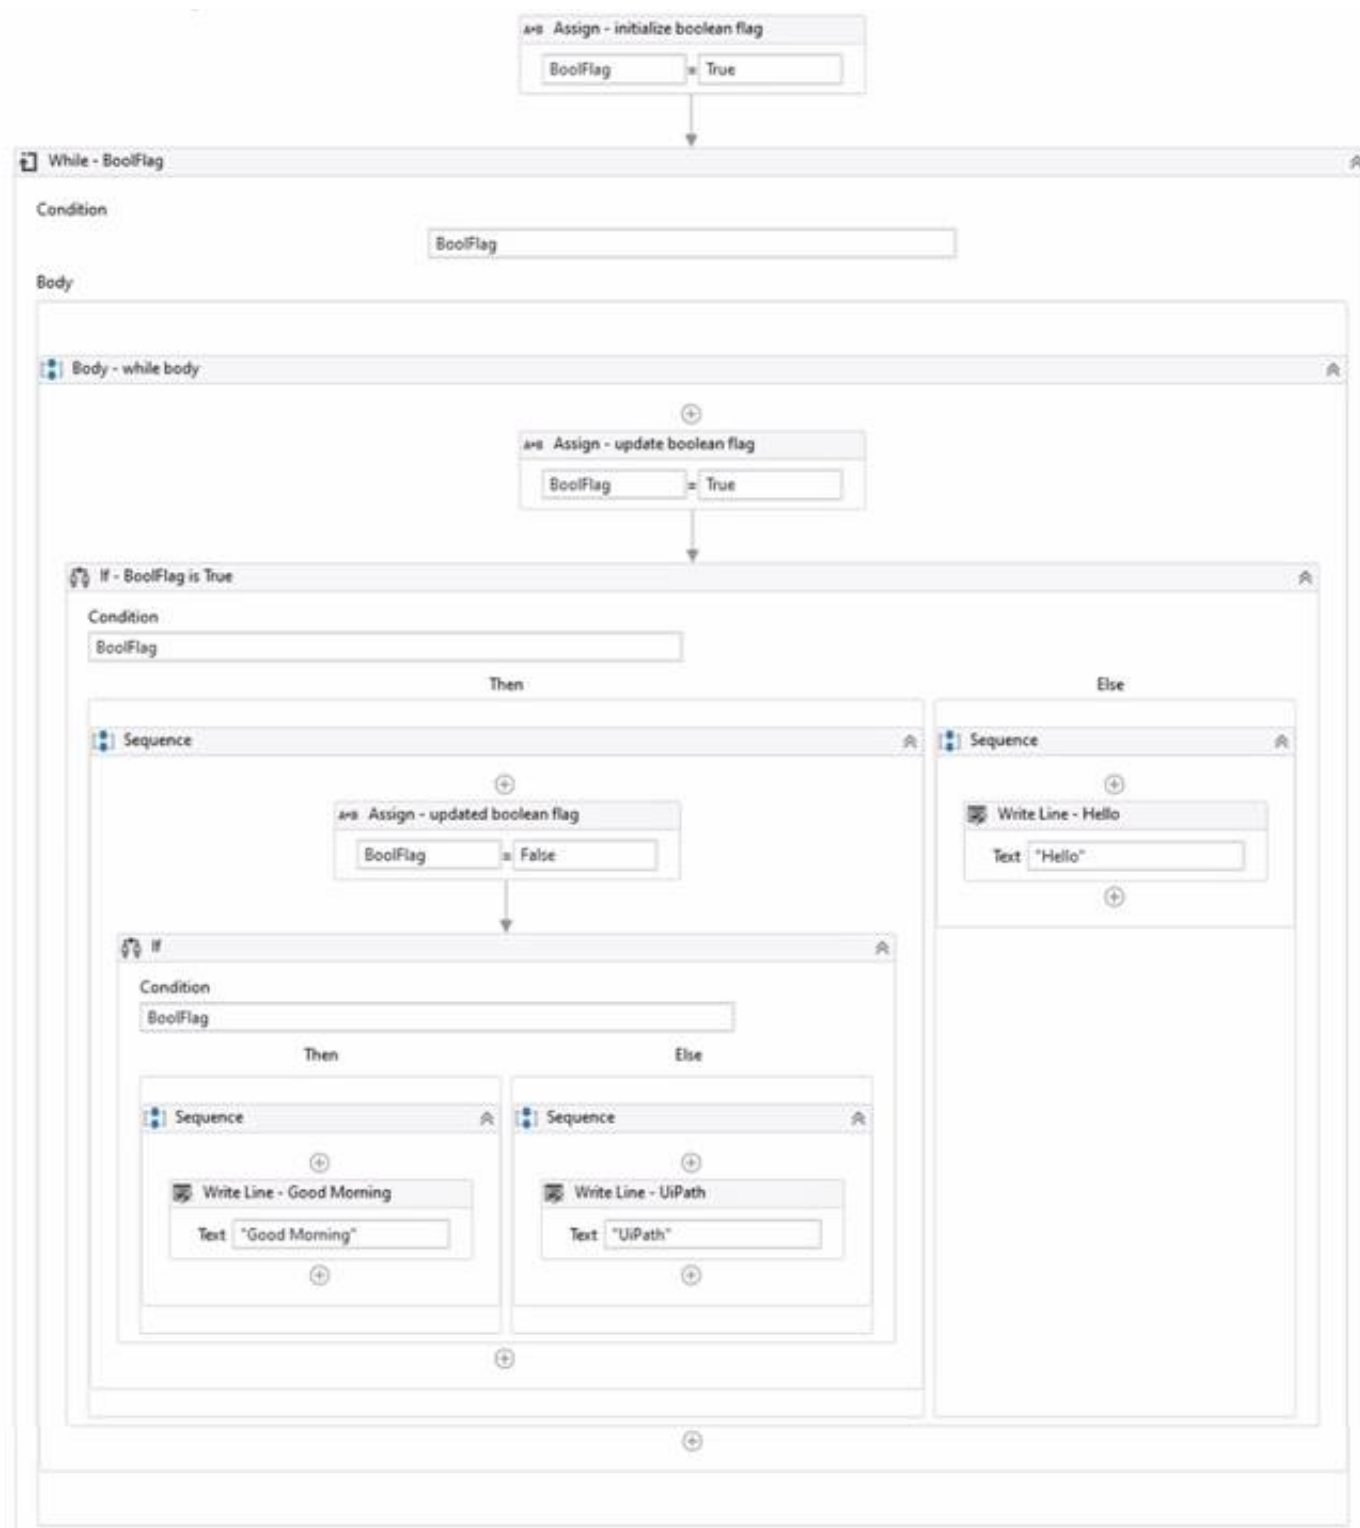 Assign - initialize boolean flag
BoolFlag = True
While - BoolFlag
Condition
BoolFlag
Body
Body - while body
Assign - update boolean flag
BoolFlag = True
If - BoolFlag is True
Condition
BoolFlag
Then Else
Sequence Sequence
Assign - updated boolean flag Write Line - Hello
BoolFlag = False Text "Hello"
If
Condition
BoolFlag
Then Else
Sequence Sequence
Write Line - Good Morning Write Line - UiPath
Text "Good Morning" Text "UiPath"